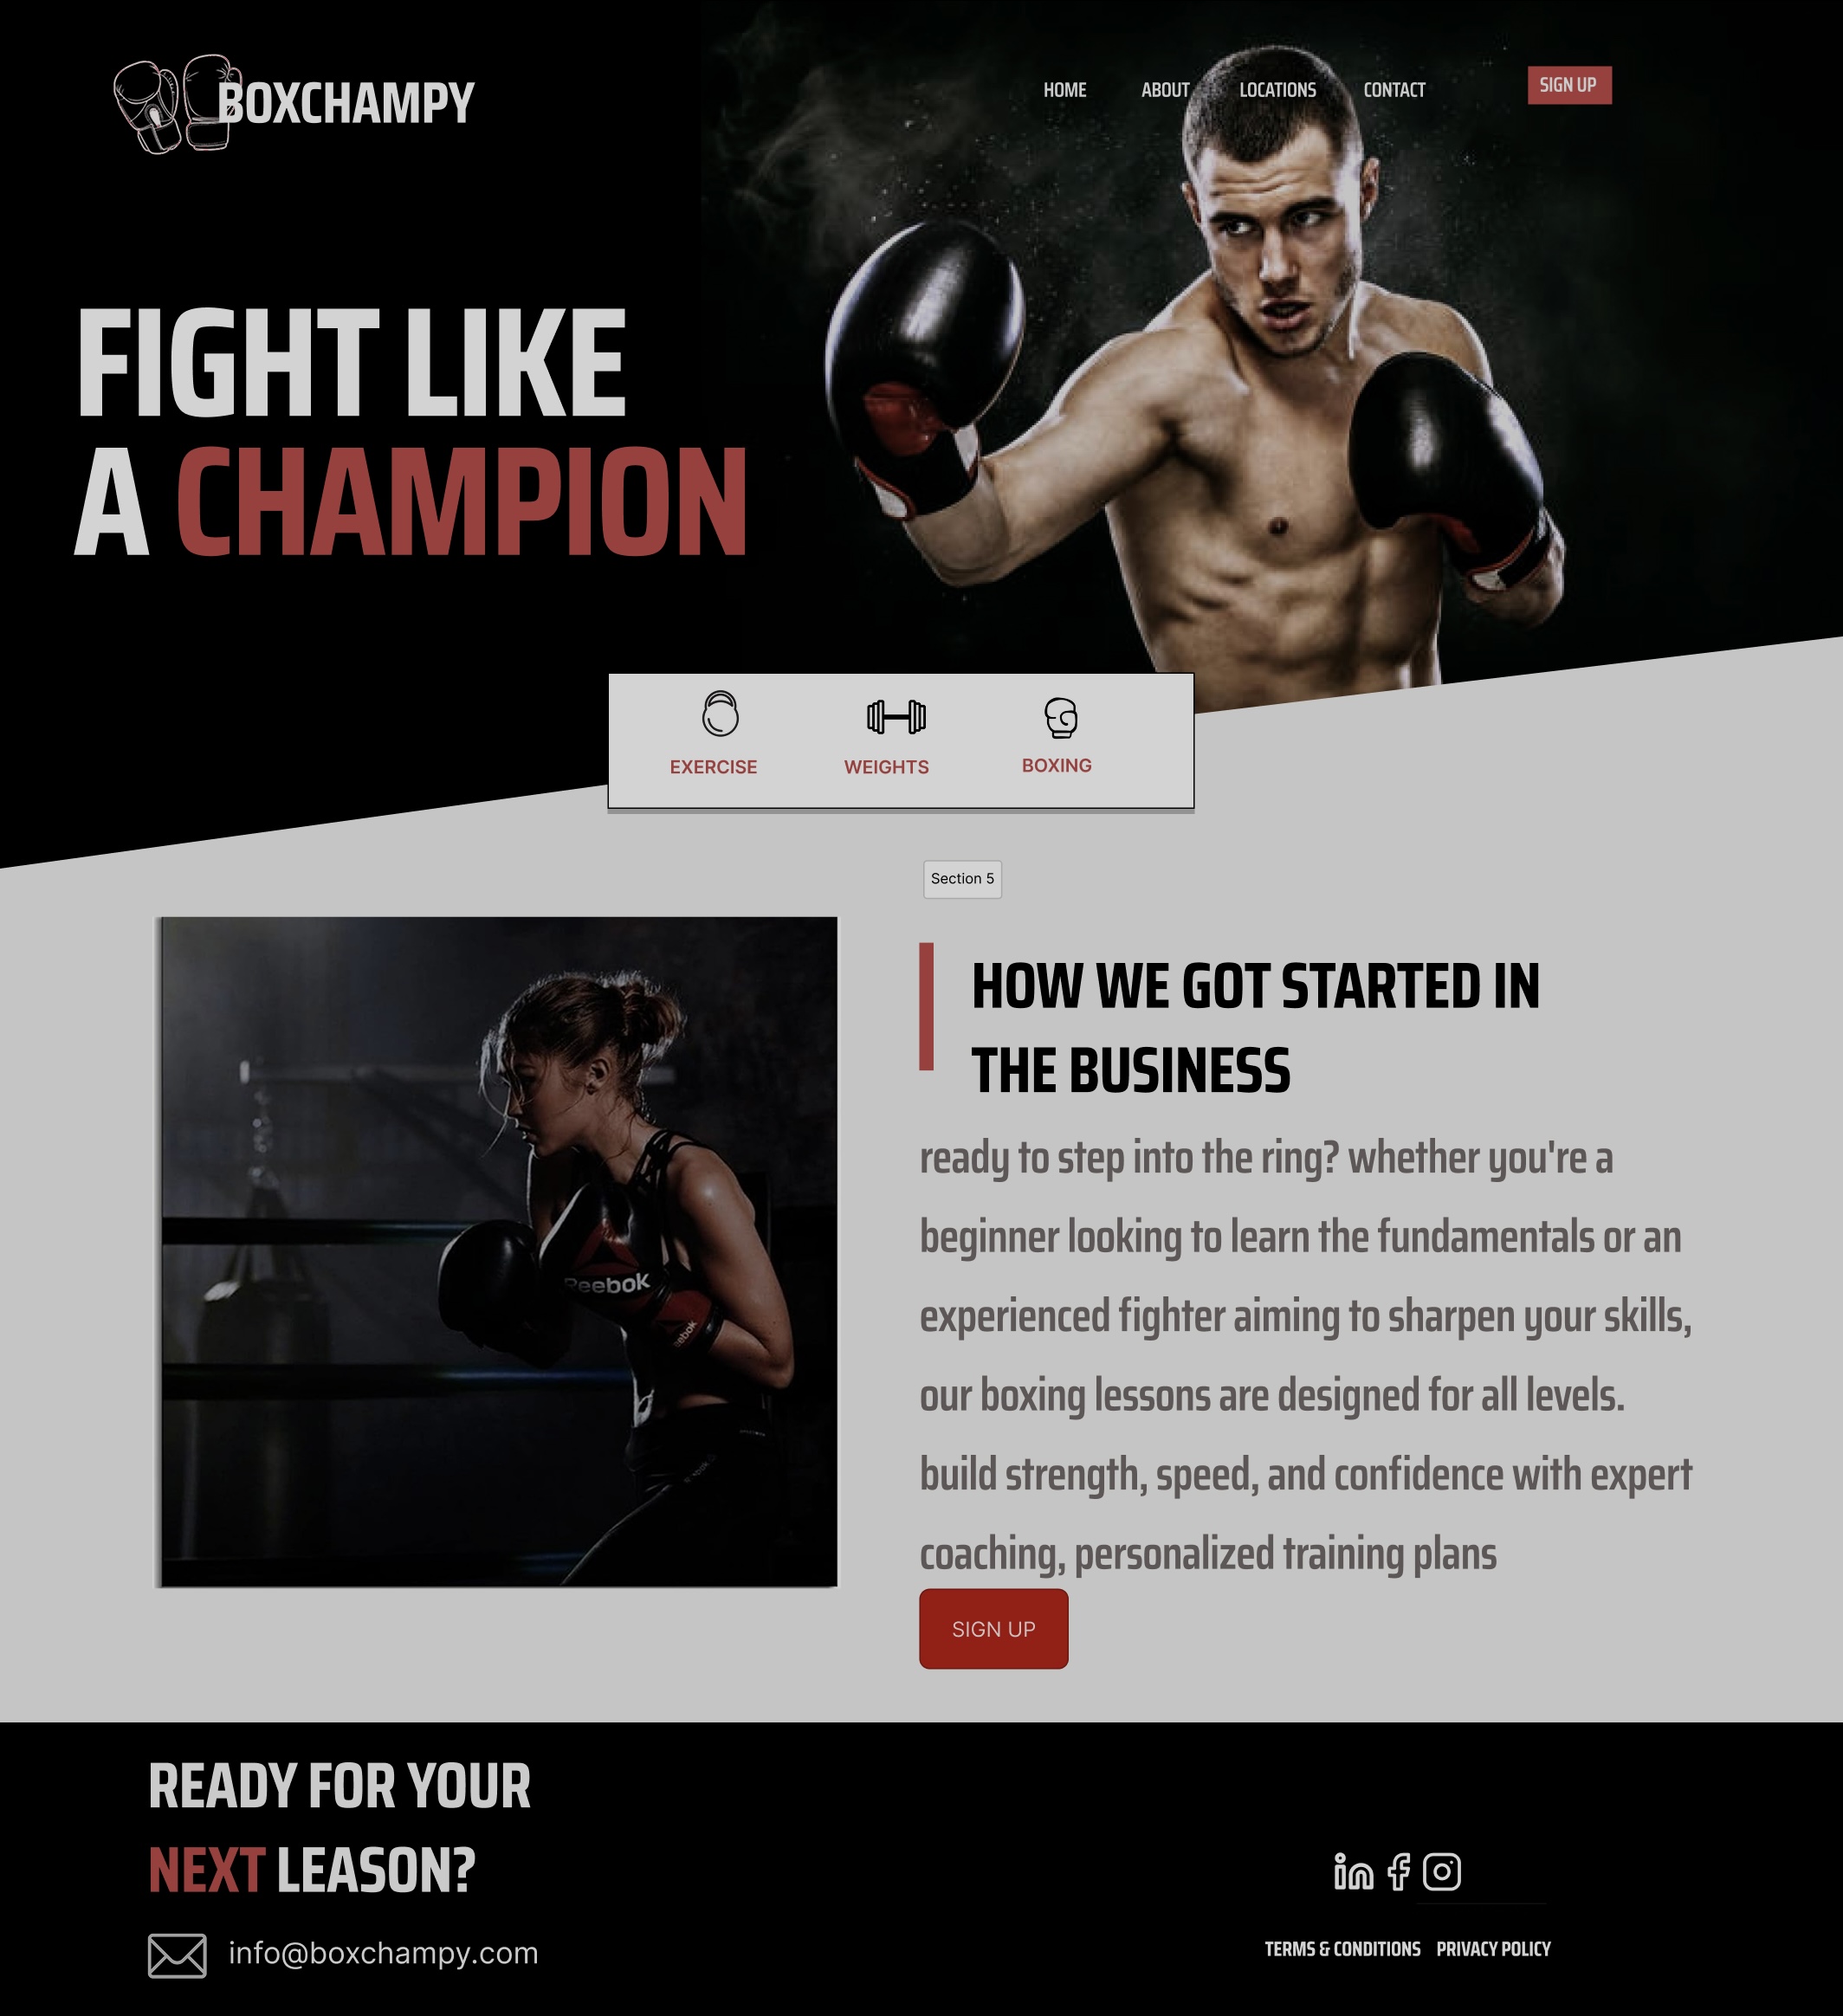 BOXCHAMPY
HOME ABOUT LOCATIONS CONTACT SIGN UP
FIGHT LIKE
A CHAMPION
EXERCISE WEIGHTS BOXING
Section 5
HOW WE GOT STARTED IN
THE BUSINESS
ready to step into the ring? whether you're a
beginner looking to learn the fundamentals or an
experienced fighter aiming to sharpen your skills,
our boxing lessons are designed for all levels.
build strength, speed, and confidence with expert
coaching, personalized training plans
Reebok
ebok
SIGN UP
READY FOR YOUR
NEXT LEASON?
info@boxchampy.com
in f
TERMS & CONDITIONS PRIVACY POLICY